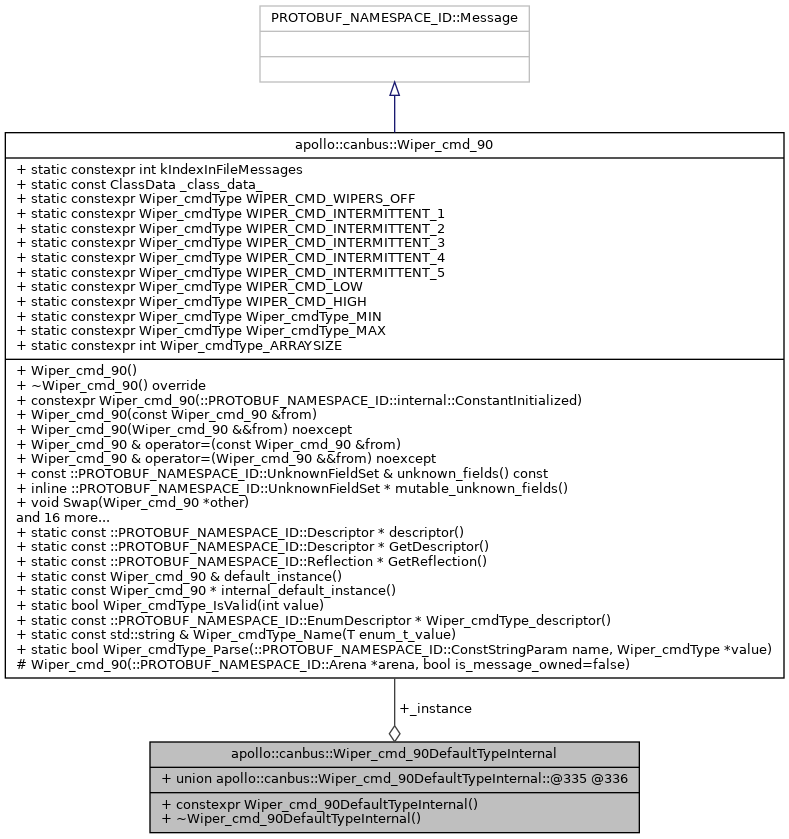 PROTOBUF_NAMESPACE_ID::Message
apollo::canbus::Wiper_cmd_90
+ static constexpr int kIndexInFileMessages
+ static const ClassData _class_data_
+ static constexpr Wiper_cmdType WIPER_CMD_WIPERS_OFF
+ static constexpr Wiper_cmdType WIPER_CMD_INTERMITTENT_1
+ static constexpr Wiper_cmdType WIPER_CMD_INTERMITTENT_2
+ static constexpr Wiper_cmdType WIPER_CMD_INTERMITTENT_3
+ static constexpr Wiper_cmdType WIPER_CMD_INTERMITTENT_4
+ static constexpr Wiper_cmdType WIPER_CMD_INTERMITTENT_5
+ static constexpr Wiper_cmdType WIPER_CMD_LOW
+ static constexpr Wiper_cmdType WIPER_CMD_HIGH
+ static constexpr Wiper_cmdType Wiper_cmdType_MIN
+ static constexpr Wiper_cmdType Wiper_cmdType_MAX
+ static constexpr int Wiper_cmdType_ARRAYSIZE
+ Wiper_cmd_90()
+ ~Wiper_cmd_90() override
+ constexpr Wiper_cmd_90(::PROTOBUF_NAMESPACE_ID::internal::ConstantInitialized)
+ Wiper_cmd_90(const Wiper_cmd_90 &from)
+ Wiper_cmd_90(Wiper_cmd_90 &&from) noexcept
+ Wiper_cmd_90 & operator=(const Wiper_cmd_90 &from)
+ Wiper_cmd_90 & operator=(Wiper_cmd_90 &&from) noexcept
+ const ::PROTOBUF_NAMESPACE_ID::UnknownFieldSet & unknown_fields() const
+ inline ::PROTOBUF_NAMESPACE_ID::UnknownFieldSet * mutable_unknown_fields()
+ void Swap(Wiper_cmd_90 *other)
and 16 more...
+ static const ::PROTOBUF_NAMESPACE_ID::Descriptor * descriptor()
+ static const ::PROTOBUF_NAMESPACE_ID::Descriptor * GetDescriptor()
+ static const ::PROTOBUF_NAMESPACE_ID::Reflection * GetReflection()
+ static const Wiper_cmd_90 & default_instance()
+ static const Wiper_cmd_90 * internal_default_instance()
+ static bool Wiper_cmdType_IsValid(int value)
+ static const ::PROTOBUF_NAMESPACE_ID::EnumDescriptor * Wiper_cmdType_descriptor()
+ static const std::string & Wiper_cmdType_Name(T enum_t_value)
+ static bool Wiper_cmdType_Parse(::PROTOBUF_NAMESPACE_ID::ConstStringParam name, Wiper_cmdType *value)
# Wiper_cmd_90(::PROTOBUF_NAMESPACE_ID::Arena *arena, bool is_message_owned=false)
+_instance
apollo::canbus::Wiper_cmd_90DefaultTypeInternal
+ union apollo::canbus::Wiper_cmd_90DefaultTypeInternal::@335 @336
+ constexpr Wiper_cmd_90DefaultTypeInternal()
+ ~Wiper_cmd_90DefaultTypeInternal()